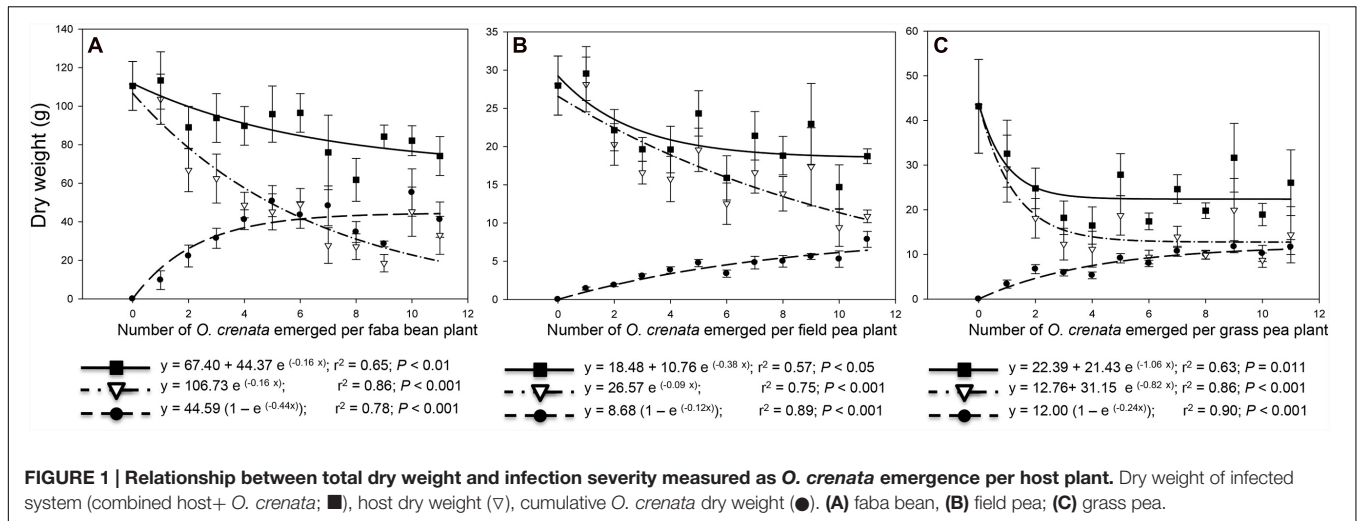 A
B
C
140
120
100
80
60
40
20
0
Dry weight (g)
0 2 4 6 8 10 12
Number of O. crenata emerged per faba bean plant
35
30
25
20
15
10
5
0
0 2 4 6 8 10 12
Number of O. crenata emerged per field pea plant
60
50
40
30
20
10
0
0 2 4 6 8 10 12
Number of O. crenata emerged per grass pea plant
y = 67.40 + 44.37 e (-0.16 x); r² = 0.65; P < 0.01
y = 106.73 e (-0.16 x); r² = 0.86; P < 0.001
y = 44.59 (1 – e (-0.44x)); r² = 0.78; P < 0.001
y = 18.48 + 10.76 e (-0.38 x); r² = 0.57; P < 0.05
y = 26.57 e (-0.09 x); r² = 0.75; P < 0.001
y = 8.68 (1 – e (-0.12x)); r² = 0.89; P < 0.001
y = 22.39 + 21.43 e (-1.06 x); r² = 0.63; P = 0.011
y = 12.76+ 31.15 e (-0.82 x); r² = 0.86; P < 0.001
y = 12.00 (1 – e (-0.24x)); r² = 0.90; P < 0.001
FIGURE 1 | Relationship between total dry weight and infection severity measured as O. crenata emergence per host plant. Dry weight of infected
system (combined host+ O. crenata; ■), host dry weight (▽), cumulative O. crenata dry weight (●). (A) faba bean, (B) field pea; (C) grass pea.